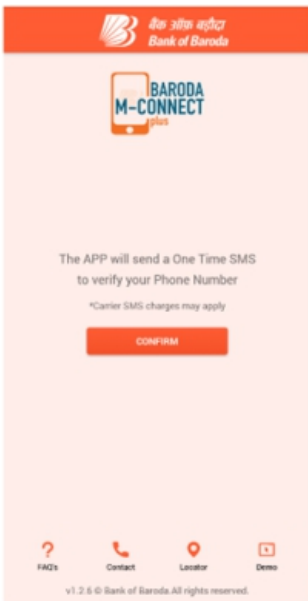 बैंक ऑफ़ बड़ौदा
Bank of Baroda
BARODA
M-CONNECT
plus
The APP will send a One Time SMS
to verify your Phone Number
*Carrier SMS charges may apply
CONFIRM
FAQ's Contact Locator Demo
v1.2.6 © Bank of Baroda.All rights reserved.